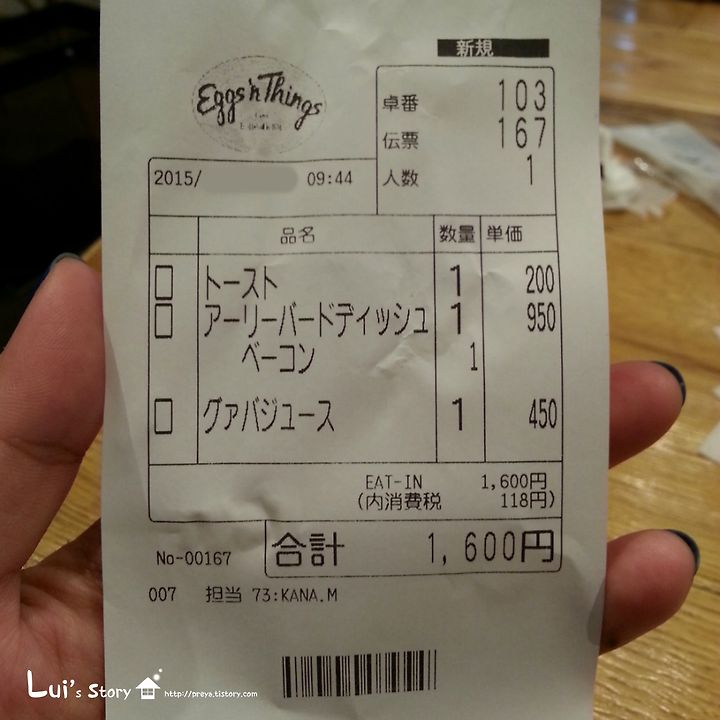 新規
Eggs 'n Things
卓番 103
伝票 167
人数 1
2015/ 09:44
品名 数量 単価
トースト 1 200
アーリーバードディッシュ 1 950
ベーコン 1
グァバジュース 1 450
EAT-IN 1,600円
(内消費税 118円)
No-00167 合計 1,600円
007 担当 73:KANA.M
Lui's Story http://preya.tistory.com